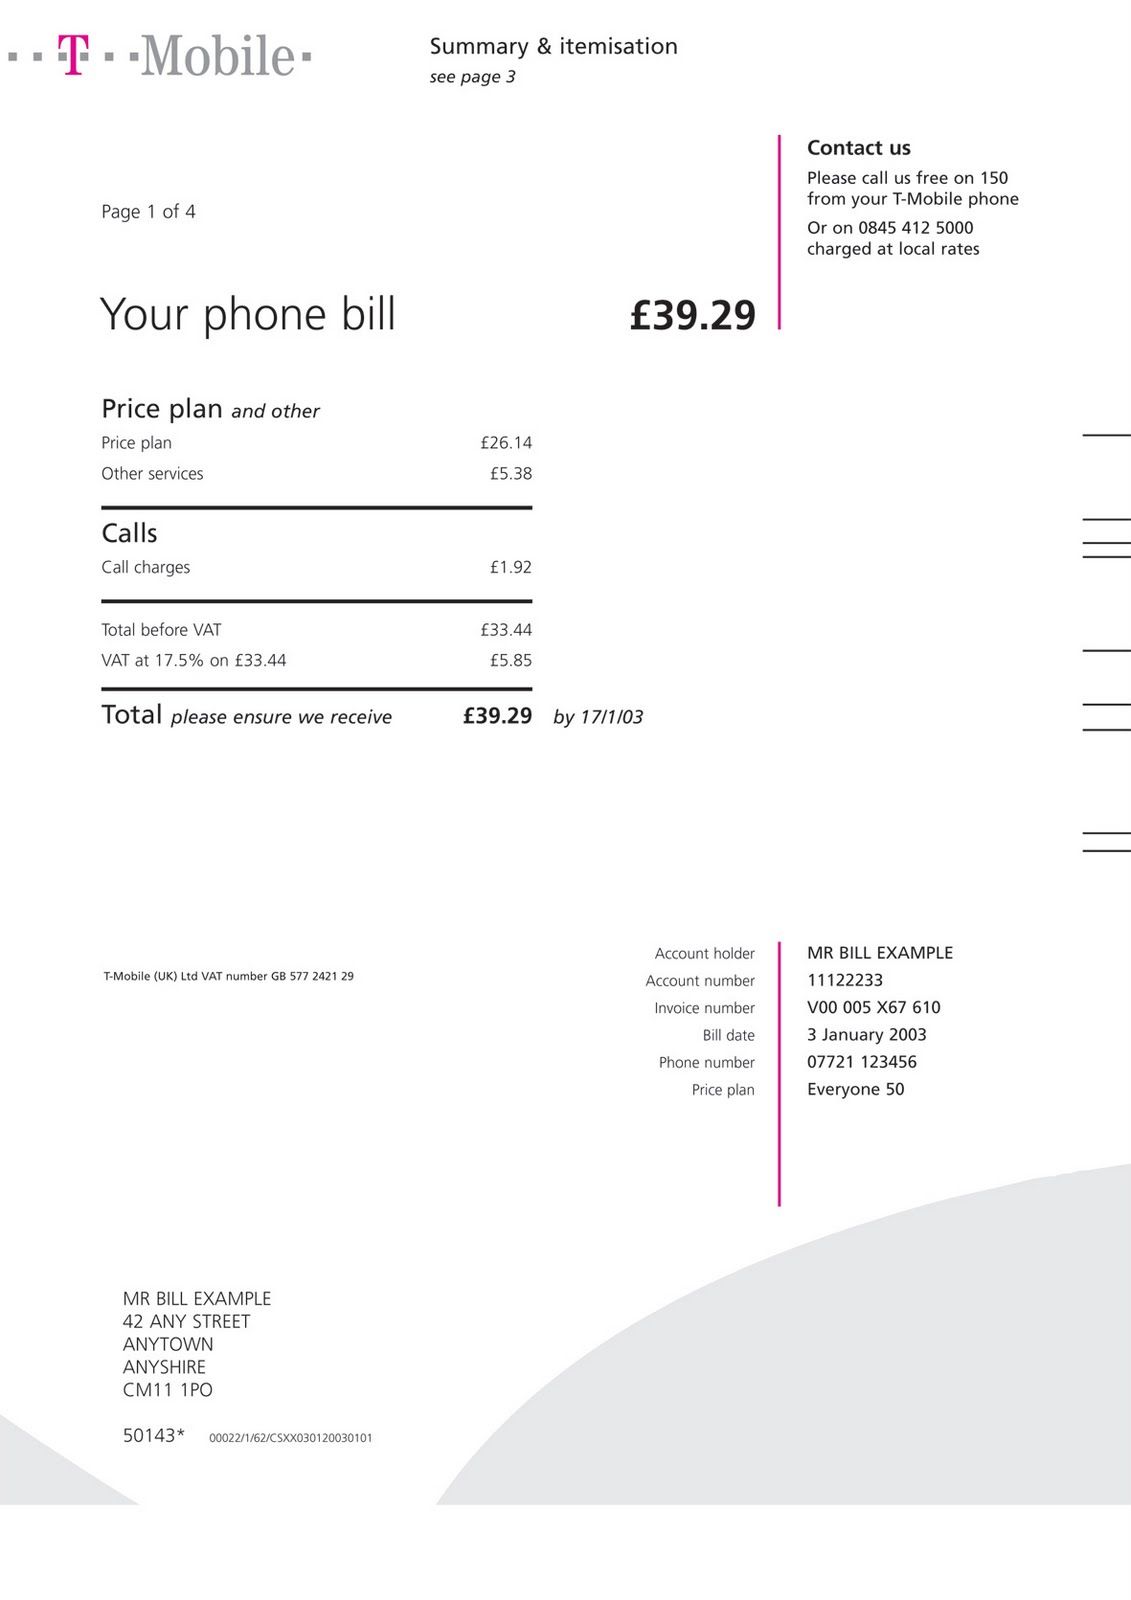 T-Mobile
Summary & itemisation
see page 3
Contact us
Please call us free on 150
from your T-Mobile phone
Or on 0845 412 5000
charged at local rates
Page 1 of 4
Your phone bill £39.29
Price plan and other
Price plan £26.14
Other services £5.38
Calls
Call charges £1.92
Total before VAT £33.44
VAT at 17.5% on £33.44 £5.85
Total please ensure we receive £39.29 by 17/1/03
T-Mobile (UK) Ltd VAT number GB 577 2421 29
Account holder MR BILL EXAMPLE
Account number 11122233
Invoice number V00 005 X67 610
Bill date 3 January 2003
Phone number 07721 123456
Price plan Everyone 50
MR BILL EXAMPLE
42 ANY STREET
ANYTOWN
ANYSHIRE
CM11 1PO
50143* 00022/1/62/CSXX030120030101